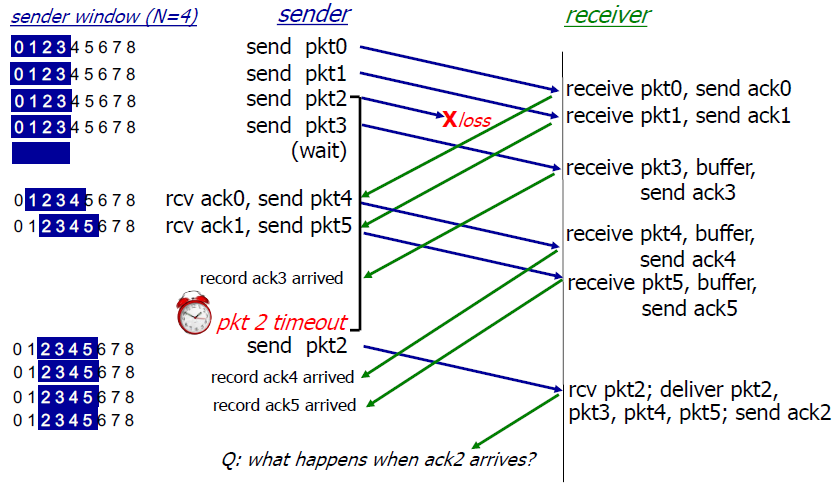 sender window (N=4) sender receiver
0 1 2 3 4 5 6 7 8 send pkt0
0 1 2 3 4 5 6 7 8 send pkt1
receive pkt0, send ack0
0 1 2 3 4 5 6 7 8 send pkt2
receive pkt1, send ack1
X loss
0 1 2 3 4 5 6 7 8 send pkt3
(wait)
receive pkt3, buffer,
send ack3
0 1 2 3 4 5 6 7 8 rcv ack0, send pkt4
0 1 2 3 4 5 6 7 8 rcv ack1, send pkt5
receive pkt4, buffer,
send ack4
record ack3 arrived
receive pkt5, buffer,
send ack5
pkt 2 timeout
0 1 2 3 4 5 6 7 8 send pkt2
0 1 2 3 4 5 6 7 8 record ack4 arrived
0 1 2 3 4 5 6 7 8 record ack5 arrived
rcv pkt2; deliver pkt2,
pkt3, pkt4, pkt5; send ack2
0 1 2 3 4 5 6 7 8
Q: what happens when ack2 arrives?